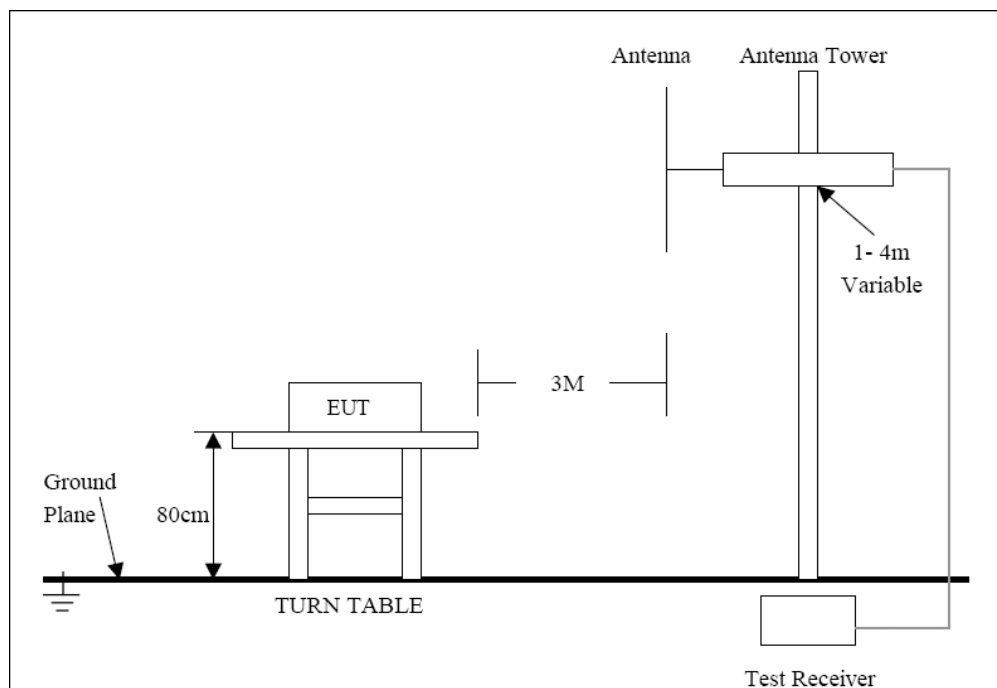 Antenna
Antenna Tower
1- 4m
Variable
3M
EUT
Ground
Plane
80cm
TURN TABLE
Test Receiver